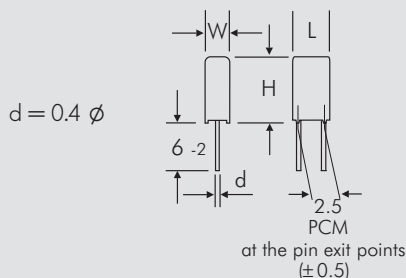 W
L
H
d = 0.4 ϕ
6 -2
d
2.5
PCM
at the pin exit points
(± 0.5)